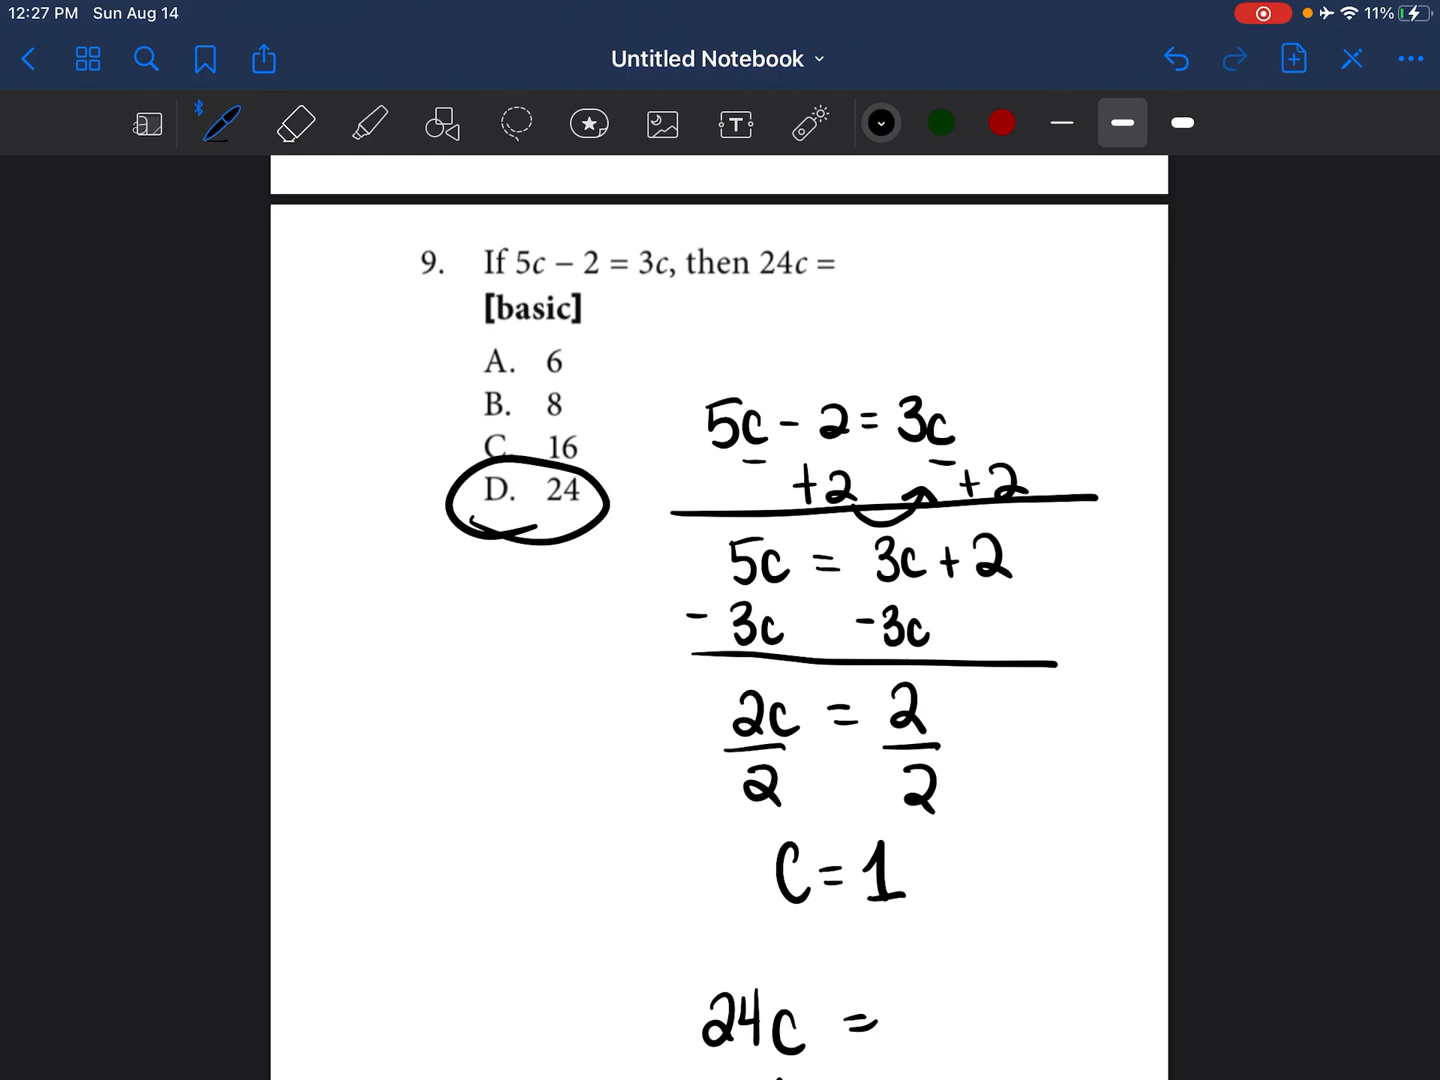 12:27 PM Sun Aug 14
11%
Untitled Notebook
9. If 5c − 2 = 3c, then 24c =
[basic]
A. 6
B. 8
C. 16
D. 24
5c - 2 = 3c
+2 +2
5c = 3c + 2
- 3c -3c
2c = 2
2 2
C = 1
24c =